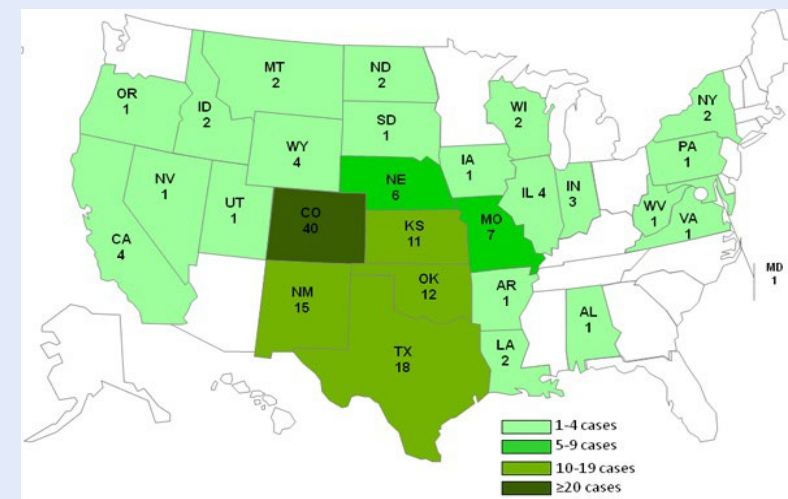 MT
2
ND
2
OR
1
ID
2
WI
2
NY
2
SD
1
WY
4
IA
1
PA
1
NE
6
NV
1
UT
1
IL 4
IN
3
WV
1
VA
1
CO
40
KS
11
MO
7
CA
4
MD
1
OK
12
NM
15
AR
1
AL
1
LA
2
TX
18
1-4 cases
5-9 cases
10-19 cases
≥20 cases